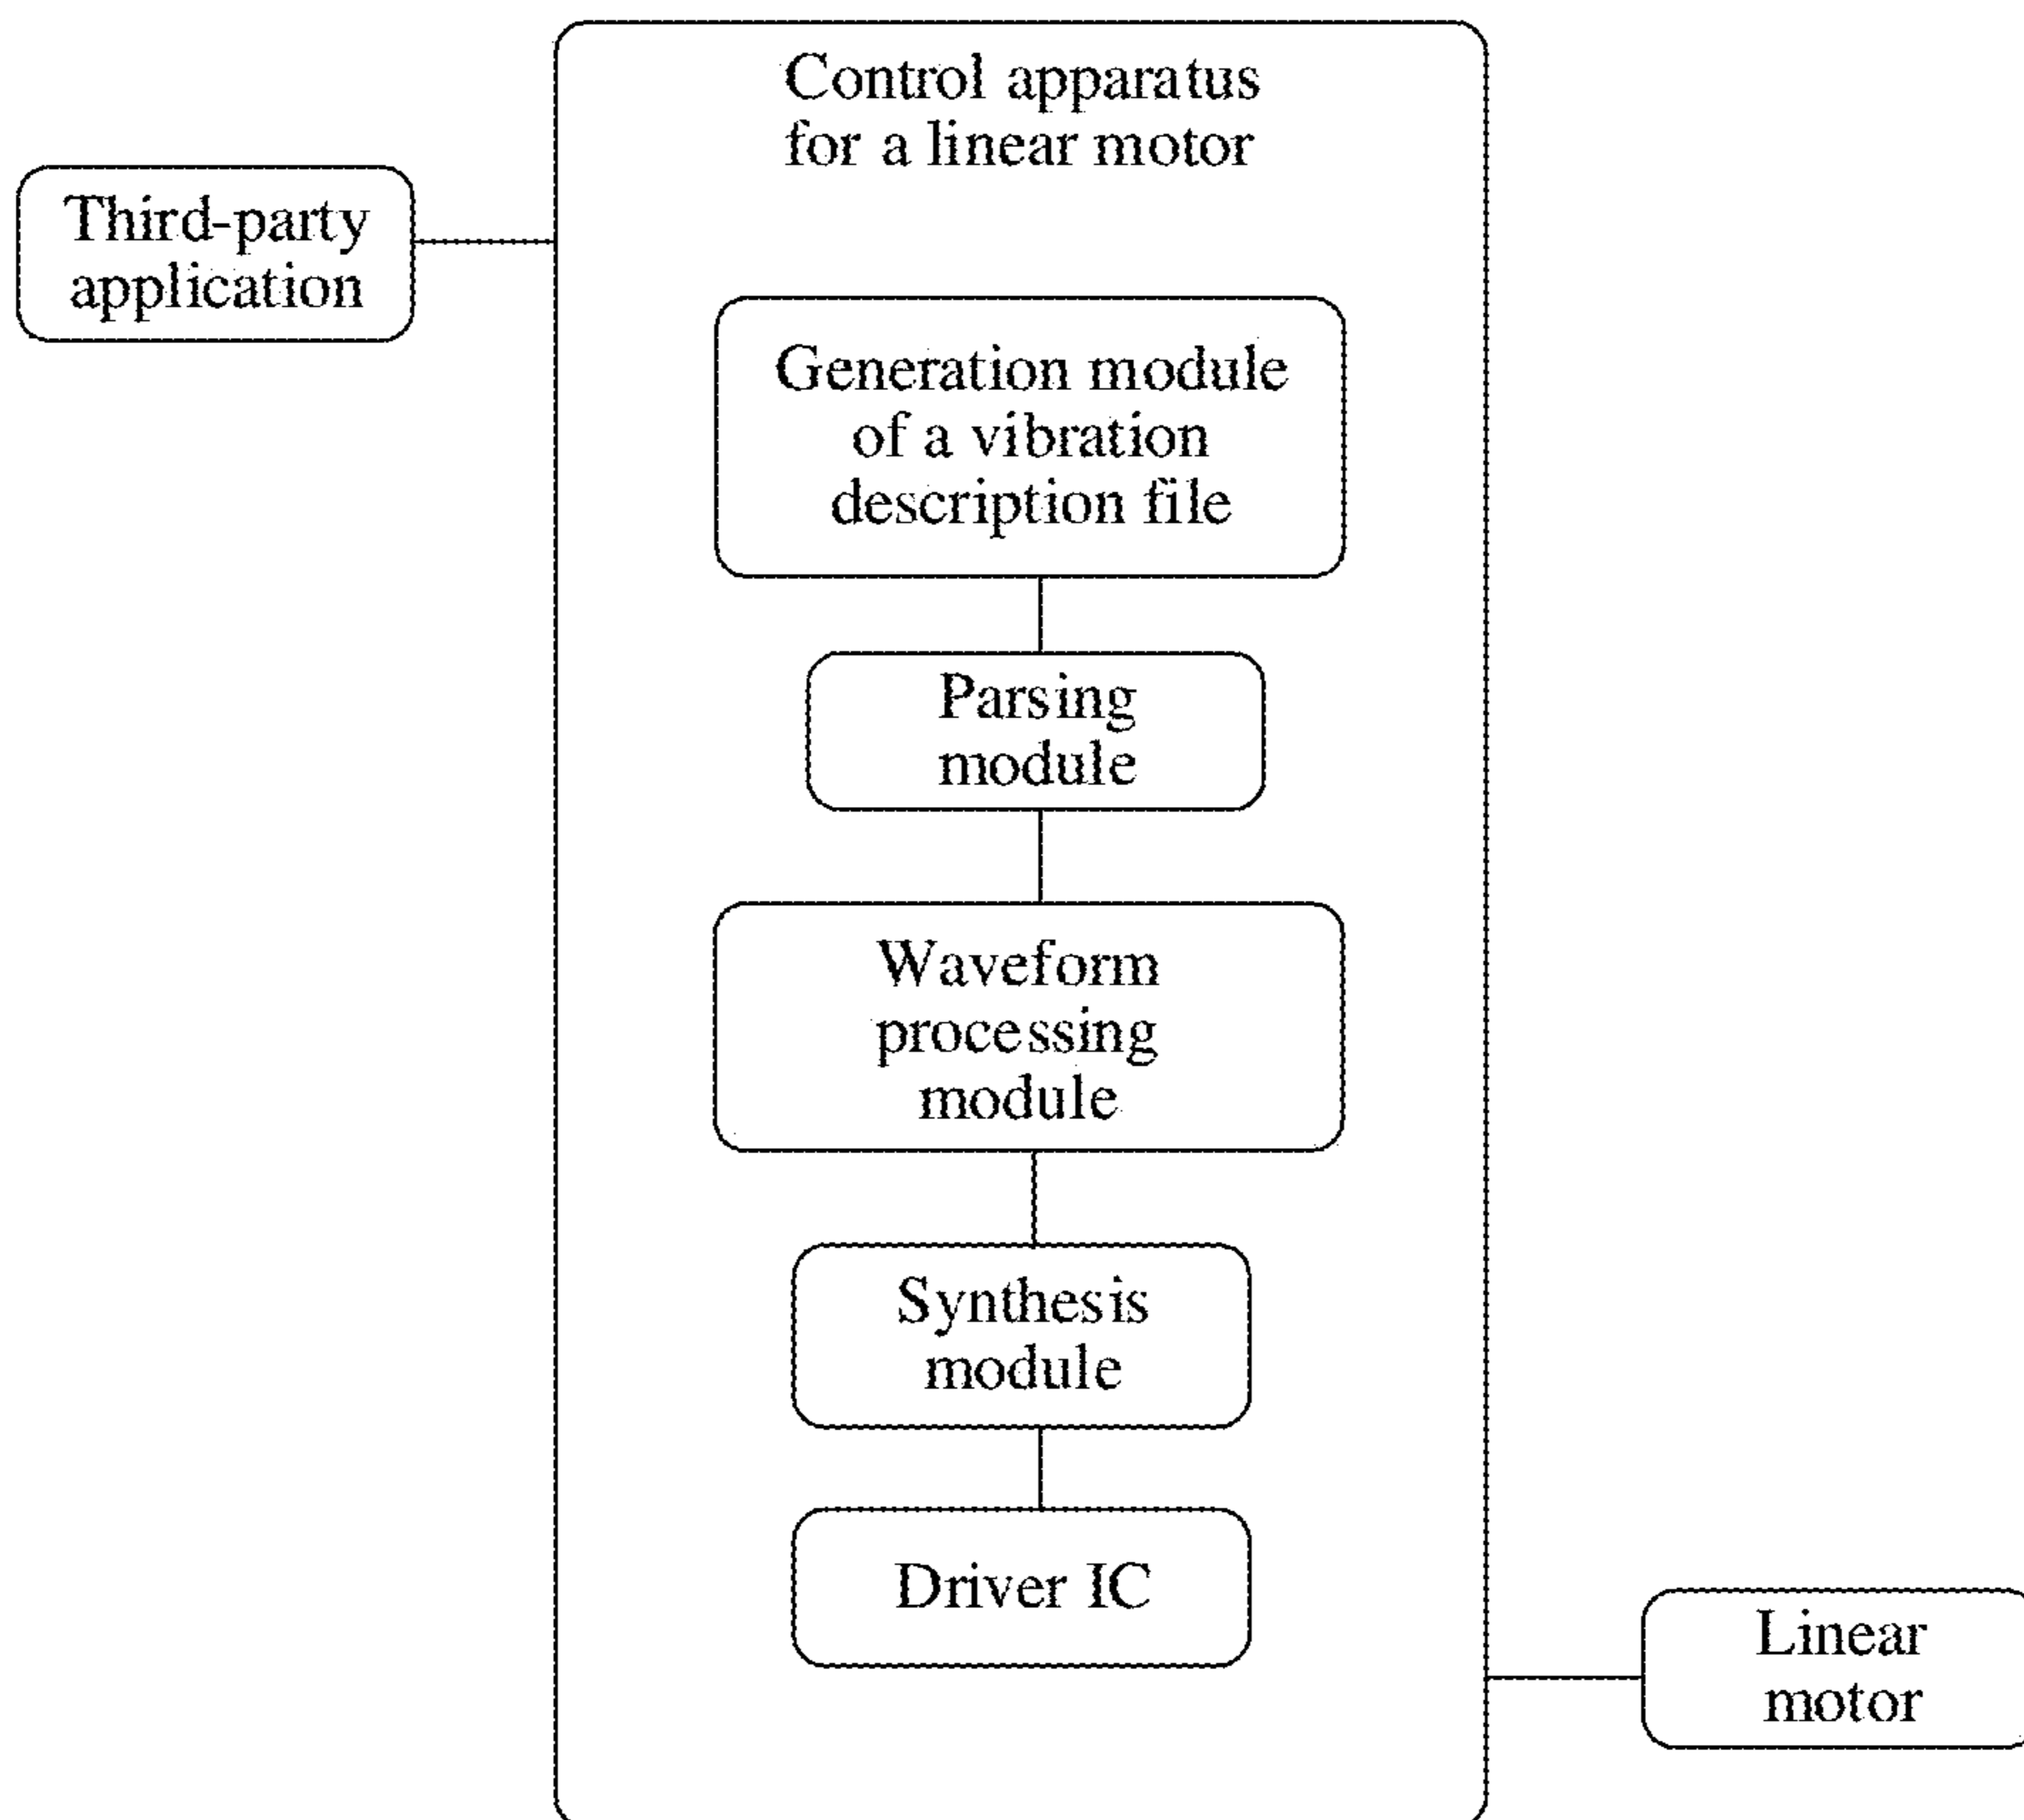 Control apparatus
for a linear motor
Third-party
application
Generation module
of a vibration
description file
Parsing
module
Waveform
processing
module
Synthesis
module
Driver IC
Linear
motor